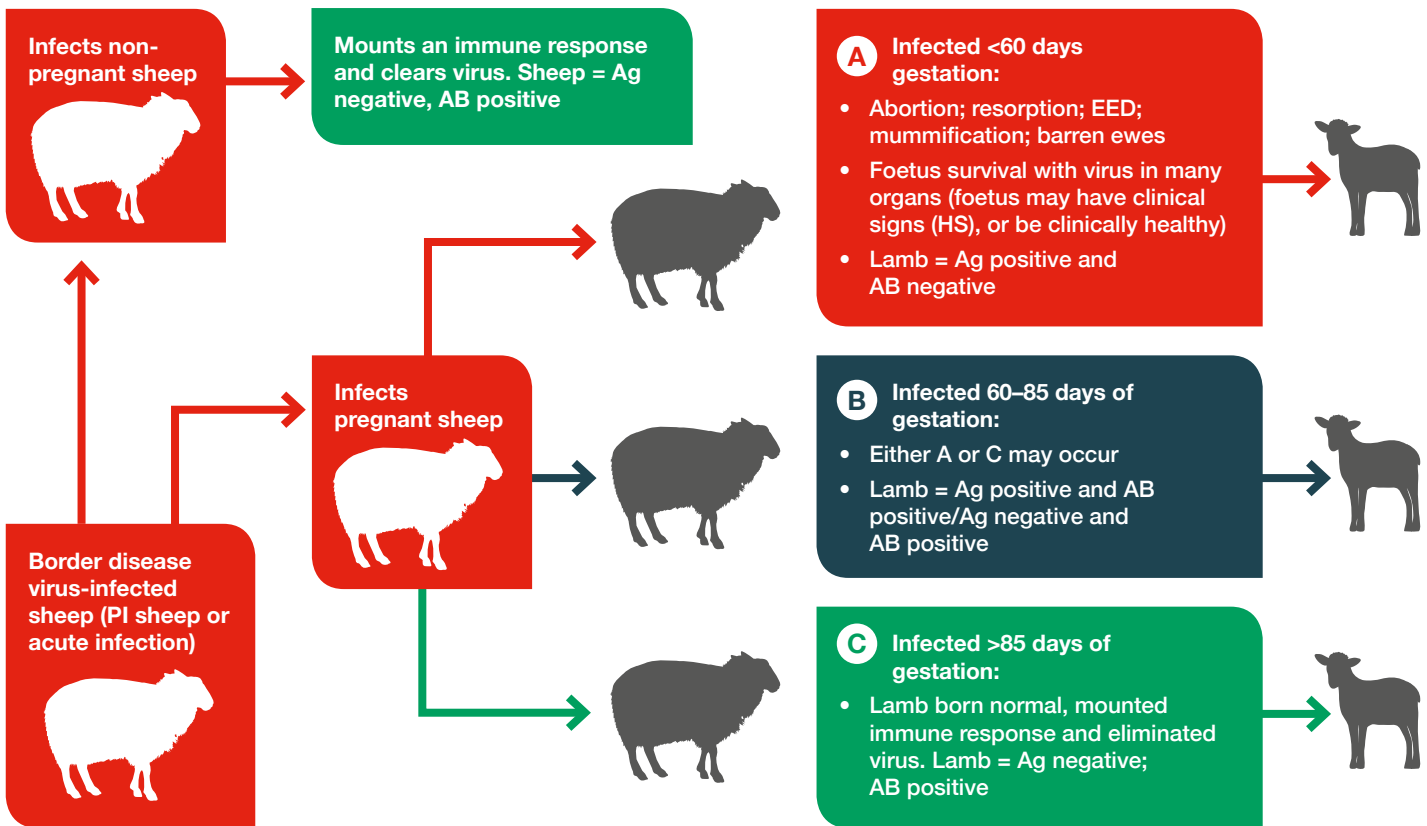 Infects non-
pregnant sheep
Mounts an immune response
and clears virus. Sheep = Ag
negative, AB positive
Border disease
virus-infected
sheep (PI sheep or
acute infection)
Infects
pregnant sheep
A Infected <60 days
gestation:
• Abortion; resorption; EED;
mummification; barren ewes
• Foetus survival with virus in many
organs (foetus may have clinical
signs (HS), or be clinically healthy)
• Lamb = Ag positive and
AB negative
B Infected 60–85 days of
gestation:
• Either A or C may occur
• Lamb = Ag positive and AB
positive/Ag negative and
AB positive
C Infected >85 days of
gestation:
• Lamb born normal, mounted
immune response and eliminated
virus. Lamb = Ag negative;
AB positive